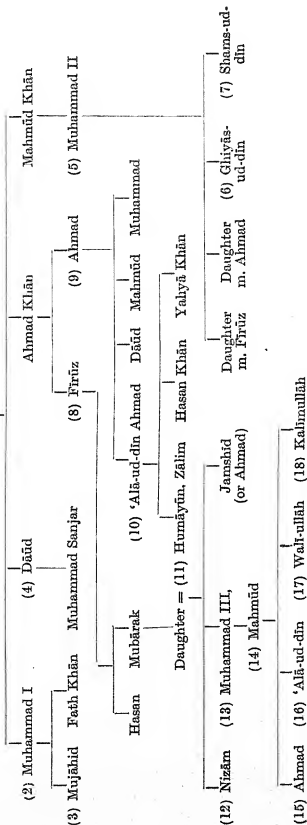 (2) Muhammad I
(4) Dāūd
Ahmad Khān
Mahmūd Khān
(3) Mujāhid
Fath Khān
Muhammad Sanjar
(8) Fīrūz
(9) Ahmad
(5) Muhammad II
Hasan
Mubārak
(10) ‘Alā-ud-dīn Ahmad
Dāūd
Mahmūd
Muhammad
Daughter = (11) Humāyūn, Zālim
Hasan Khān
Yahyā Khān
Daughter
m. Fīrūz
Daughter
m. Ahmad
(6) Ghiyās-
ud-dīn
(7) Shams-ud-
dīn
(12) Nizām
(13) Muhammad III,
Jamshīd
(or Ahmad)
(14) Mahmūd
(15) Ahmad
(16) ‘Alā-ud-dīn
(17) Walī-ullāh
(18) Kalīmullāh